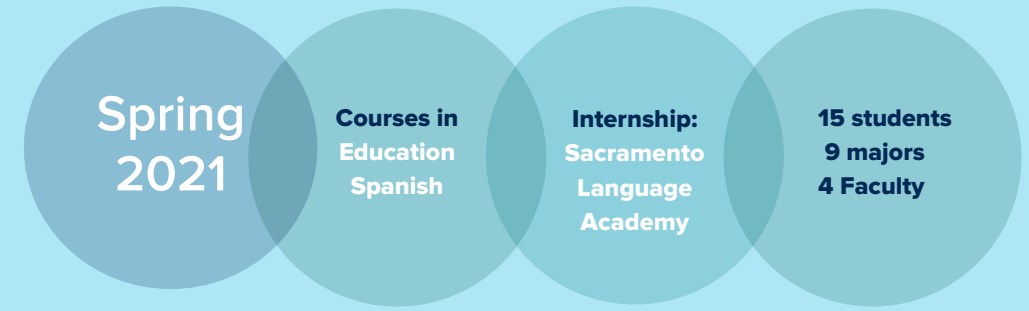 Spring
2021
Courses in
Education
Spanish
Internship:
Sacramento
Language
Academy
15 students
9 majors
4 Faculty